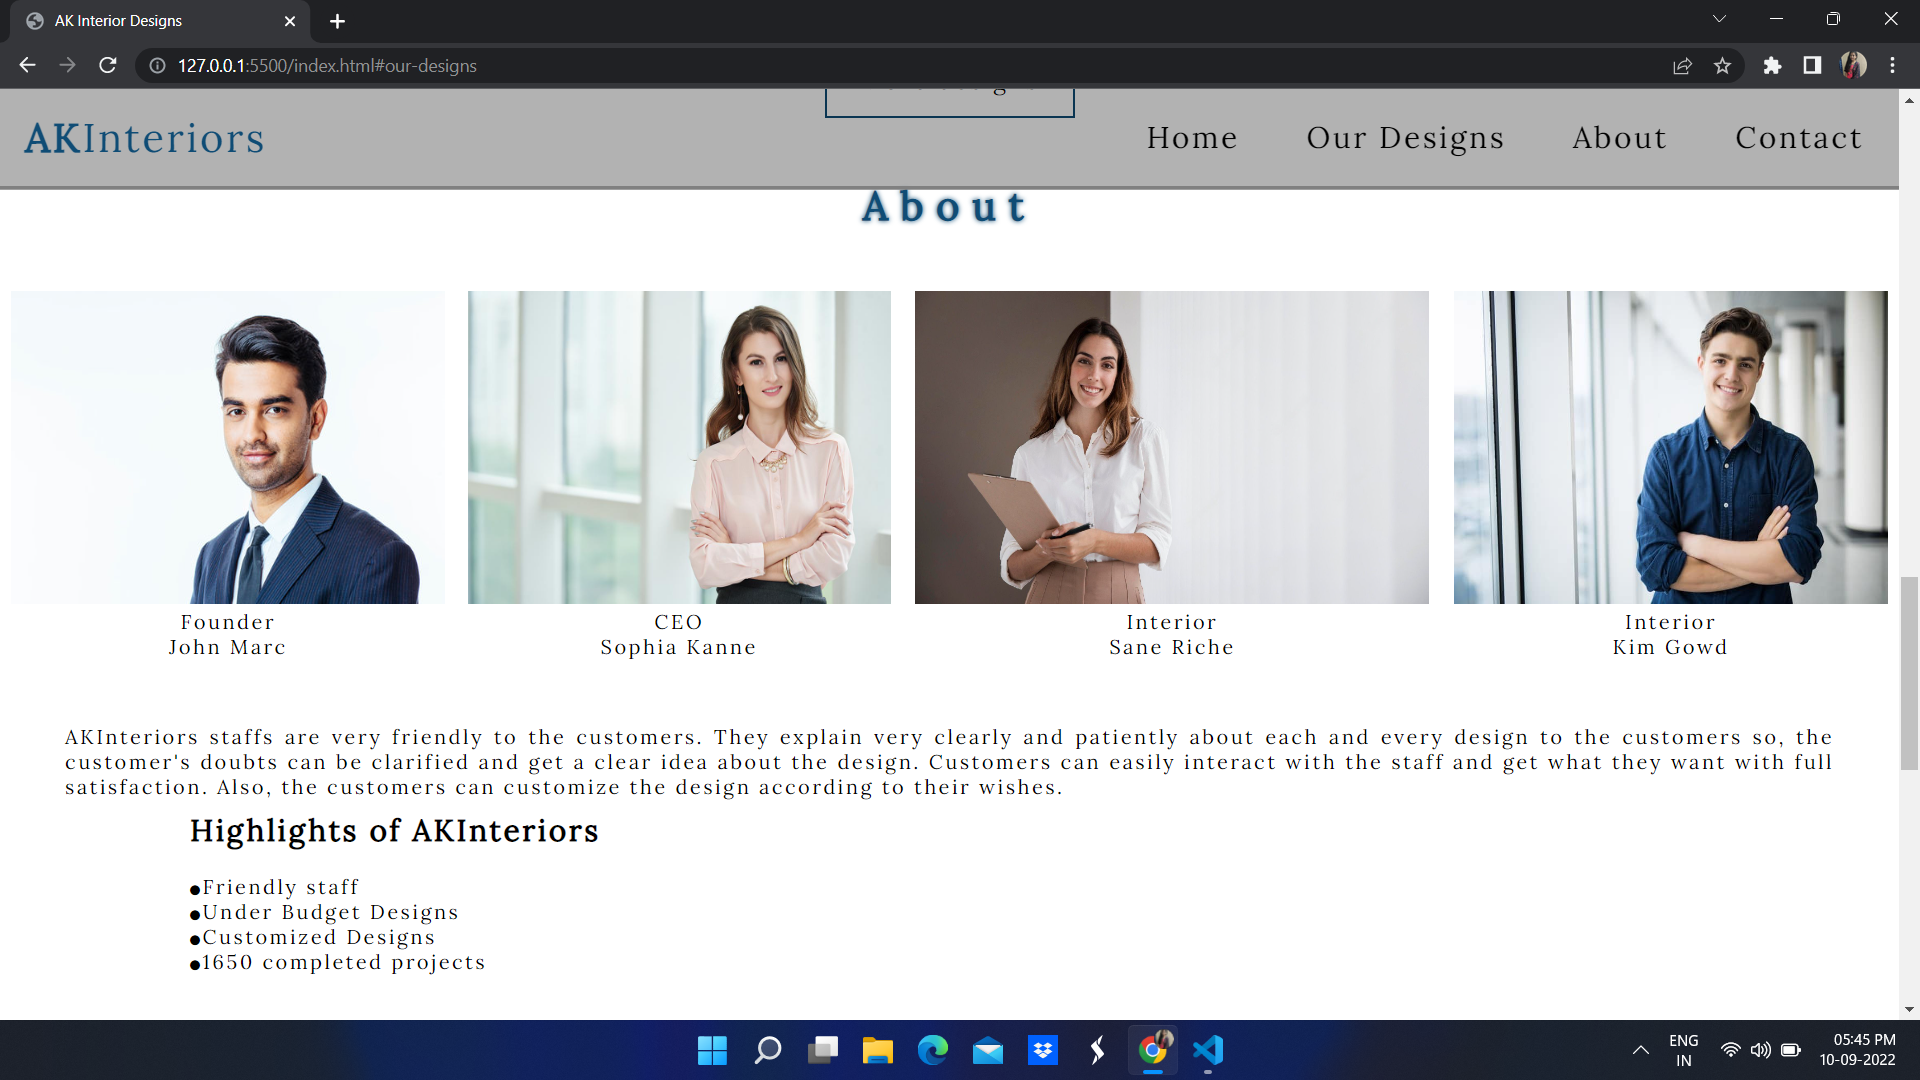 AK Interior Designs
127.0.0.1:5500/index.html#our-designs
AKInteriors
Home
Our Designs
About
Contact
About
Founder
John Marc
CEO
Sophia Kanne
Interior
Sane Riche
Interior
Kim Gowd
AKInteriors staffs are very friendly to the customers. They explain very clearly and patiently about each and every design to the customers so, the
customer's doubts can be clarified and get a clear idea about the design. Customers can easily interact with the staff and get what they want with full
satisfaction. Also, the customers can customize the design according to their wishes.
Highlights of AKInteriors
●Friendly staff
●Under Budget Designs
●Customized Designs
●1650 completed projects
ENG
IN
05:45 PM
10-09-2022